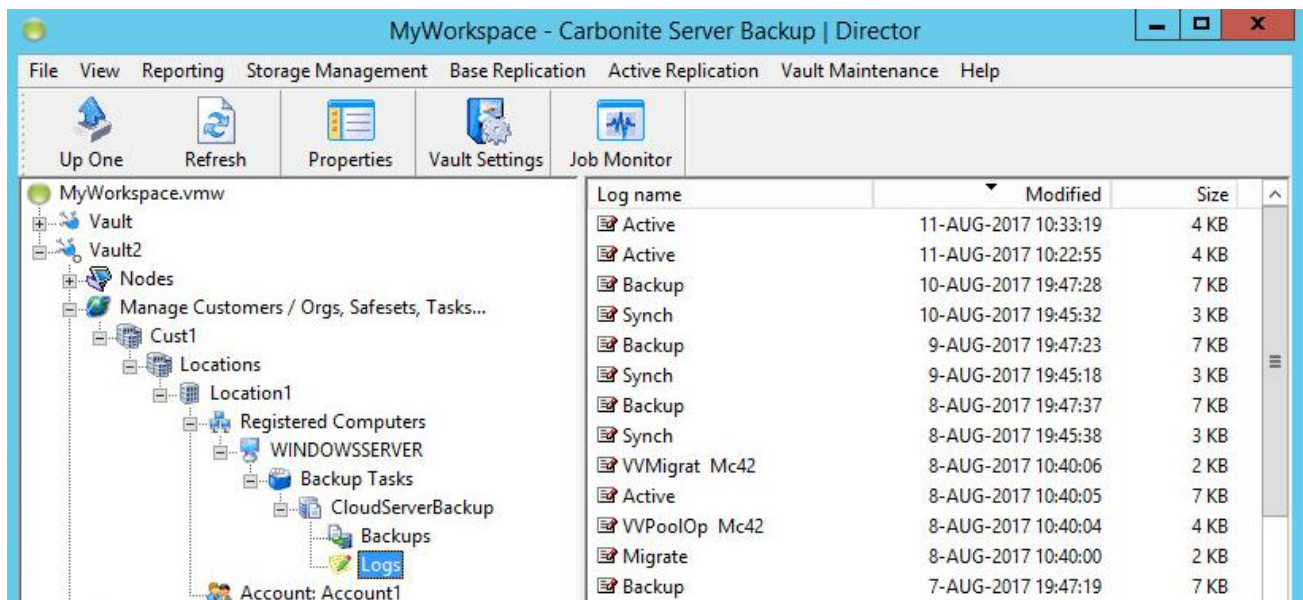 MyWorkspace - Carbonite Server Backup | Director
File View Reporting Storage Management Base Replication Active Replication Vault Maintenance Help
Up One Refresh Properties Vault Settings Job Monitor
MyWorkspace.vmw
Vault
Vault2
Nodes
Manage Customers / Orgs, Safesets, Tasks...
Cust1
Locations
Location1
Registered Computers
WINDOWSSERVER
Backup Tasks
CloudServerBackup
Backups
Logs
Account: Account1
Log name Modified Size
Active 11-AUG-2017 10:33:19 4 KB
Active 11-AUG-2017 10:22:55 4 KB
Backup 10-AUG-2017 19:47:28 7 KB
Synch 10-AUG-2017 19:45:32 3 KB
Backup 9-AUG-2017 19:47:23 7 KB
Synch 9-AUG-2017 19:45:18 3 KB
Backup 8-AUG-2017 19:47:37 7 KB
Synch 8-AUG-2017 19:45:38 3 KB
VVMigrat Mc42 8-AUG-2017 10:40:06 2 KB
Active 8-AUG-2017 10:40:05 7 KB
VVPoolOp Mc42 8-AUG-2017 10:40:04 4 KB
Migrate 8-AUG-2017 10:40:00 2 KB
Backup 7-AUG-2017 19:47:19 7 KB